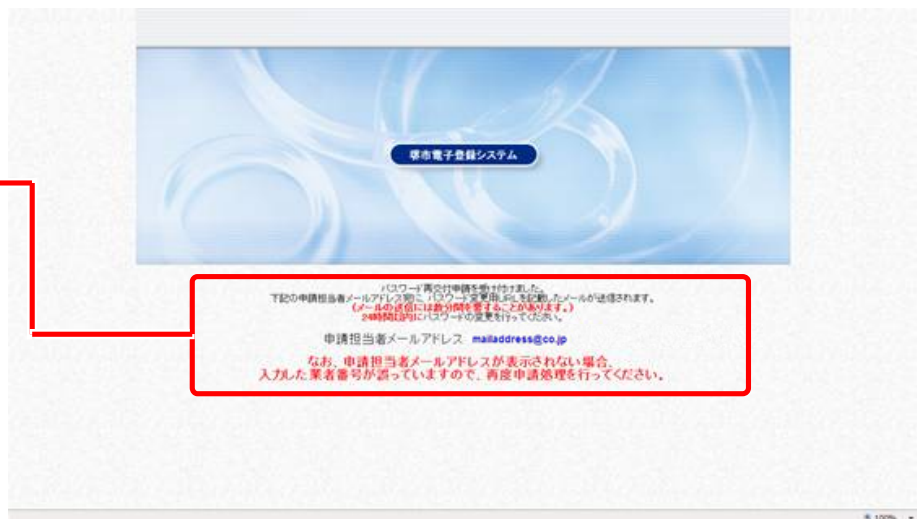 堺市電子登録システム
パスワード再交付申請を受け付けました。
下記の申請担当者メールアドレス宛に、パスワード変更用URLを記載したメールが送信されます。
(メールの送信には数分間を要することがあります。)
24時間以内にパスワードの変更を行ってください。
申請担当者メールアドレス mailaddress@co.jp
なお、申請担当者メールアドレスが表示されない場合、
入力した業者番号が誤っていますので、再度申請処理を行ってください。
100%